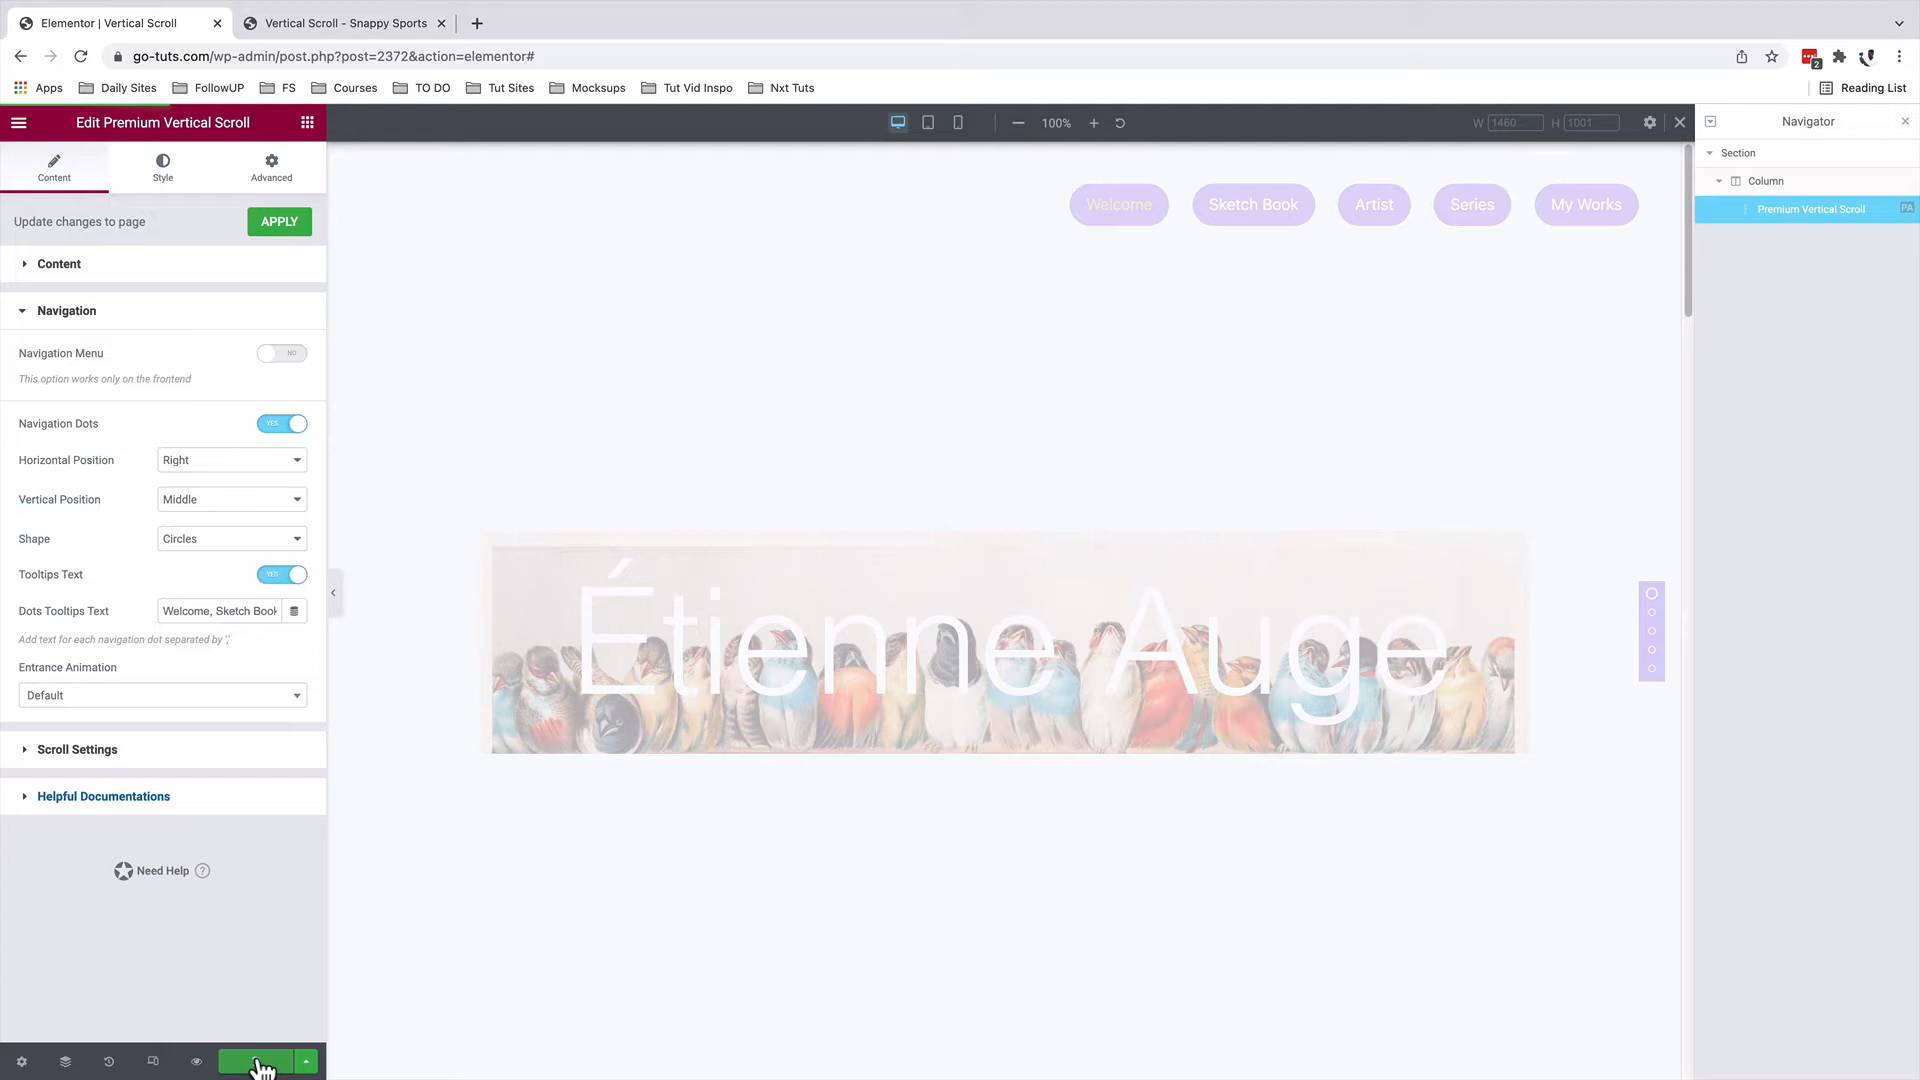 Elementor | Vertical Scroll
Vertical Scroll - Snappy Sports
go-tuts.com/wp-admin/post.php?post=2372&action=elementor#
2
Apps
Daily Sites
FollowUP
FS
Courses
TO DO
Tut Sites
Mockups
Tut Vid Inspo
Nxt Tuts
Reading List
Edit Premium Vertical Scroll
100%
W 1460
H 1001
Navigator
Content
Style
Advanced
Section
Column
Premium Vertical Scroll
PA
Update changes to page
APPLY
Welcome
Sketch Book
Artist
Series
My Works
Content
Navigation
Navigation Menu
NO
This option works only on the frontend
Navigation Dots
YES
Horizontal Position
Right
Vertical Position
Middle
Shape
Circles
Tooltips Text
YES
Dots Tooltips Text
Welcome, Sketch Book
Add text for each navigation dot separated by ','
Entrance Animation
Default
Étienne Auge
Scroll Settings
Helpful Documentations
Need Help